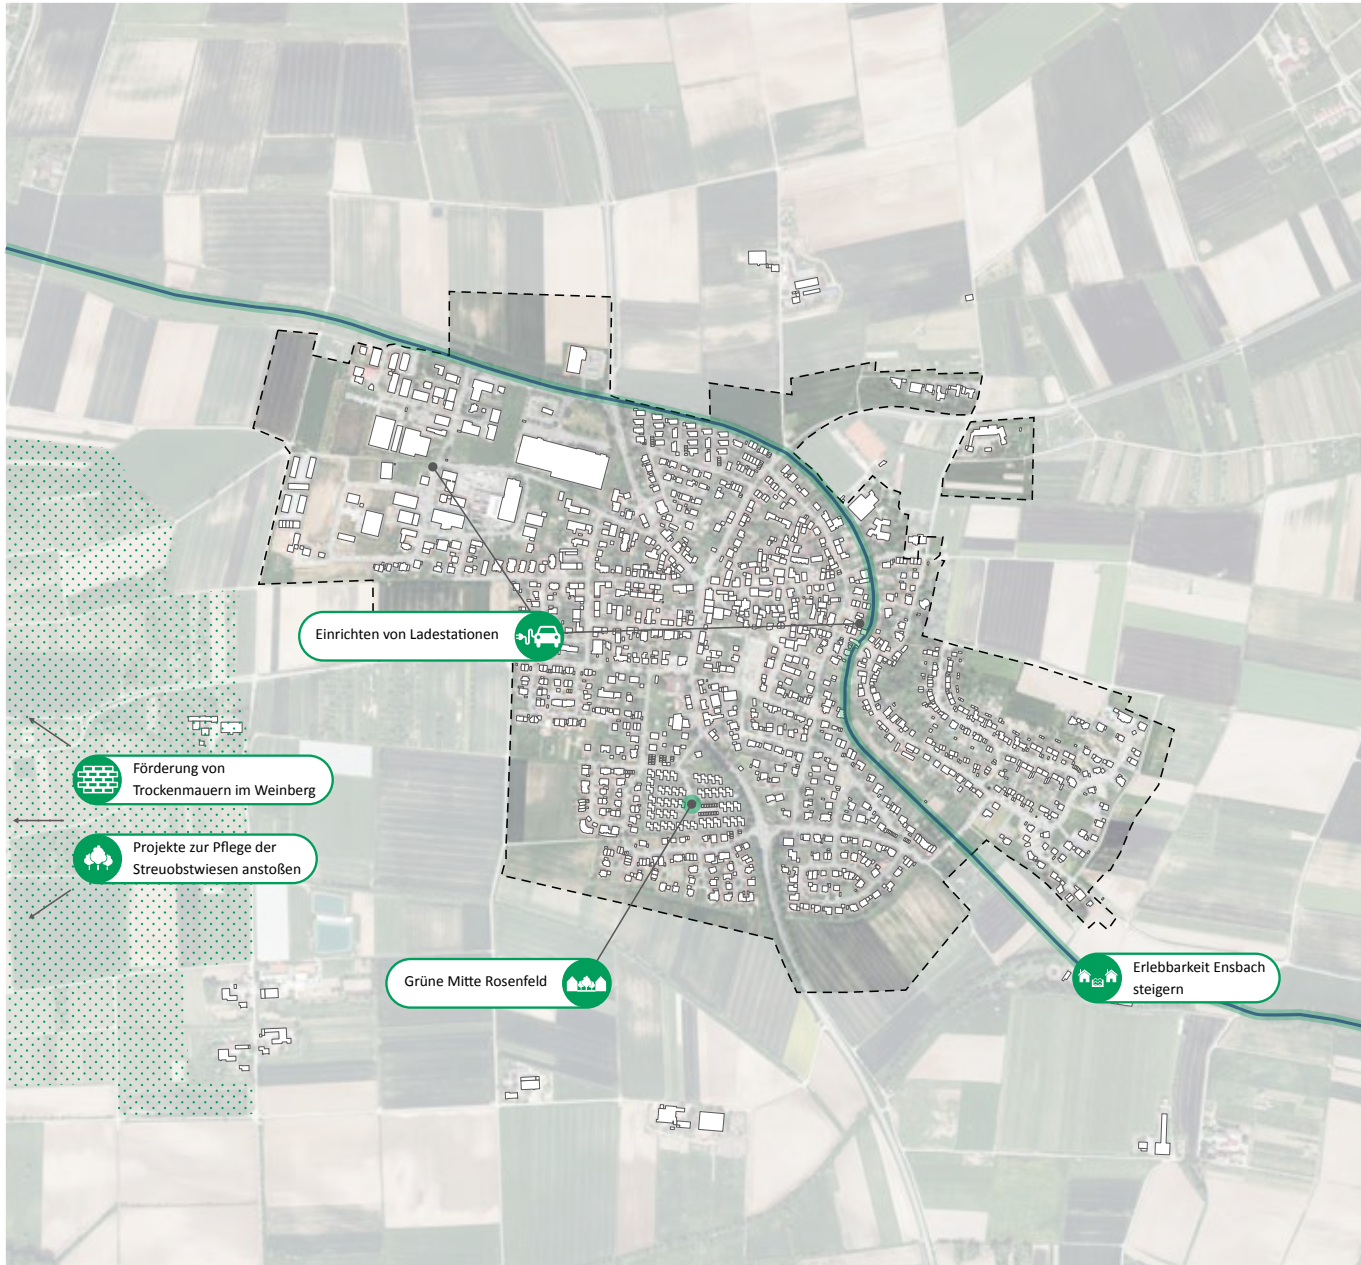 Einrichten von Ladestationen
Förderung von
Trockenmauern im Weinberg
Projekte zur Pflege der
Streuobstwiesen anstoßen
Grüne Mitte Rosenfeld
Erlebbarkeit Ensbach
steigern